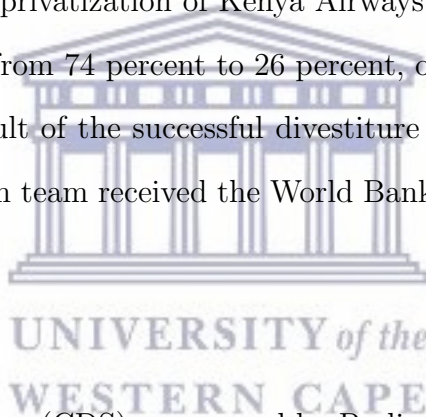 privatization of Kenya Airways
from 74 percent to 26 percent,
ult of the successful divestiture
n team received the World Bank
UNIVERSITY of the
WESTERN CAPE
(CDS)